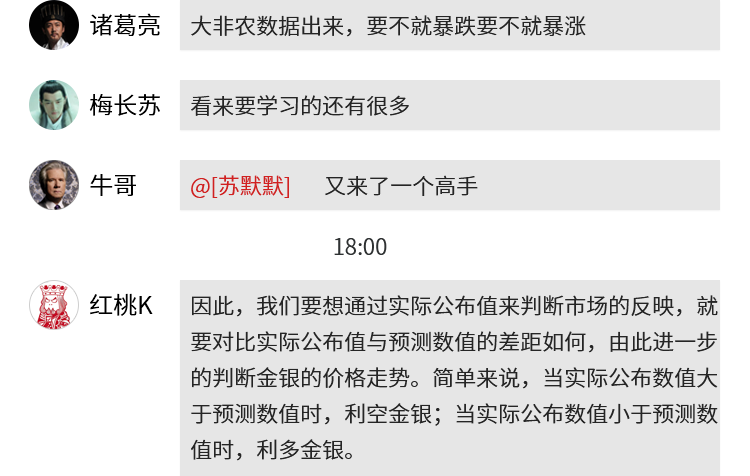 诸葛亮 大非农数据出来，要不就暴跌要不就暴涨
梅长苏 看来要学习的还有很多
牛哥 @[苏默默] 又来了一个高手
18:00
红桃K 因此，我们要想通过实际公布值来判断市场的反映，就
要对比实际公布值与预测数值的差距如何，由此进一步
的判断金银的价格走势。简单来说，当实际公布数值大
于预测数值时，利空金银；当实际公布数值小于预测数
值时，利多金银。